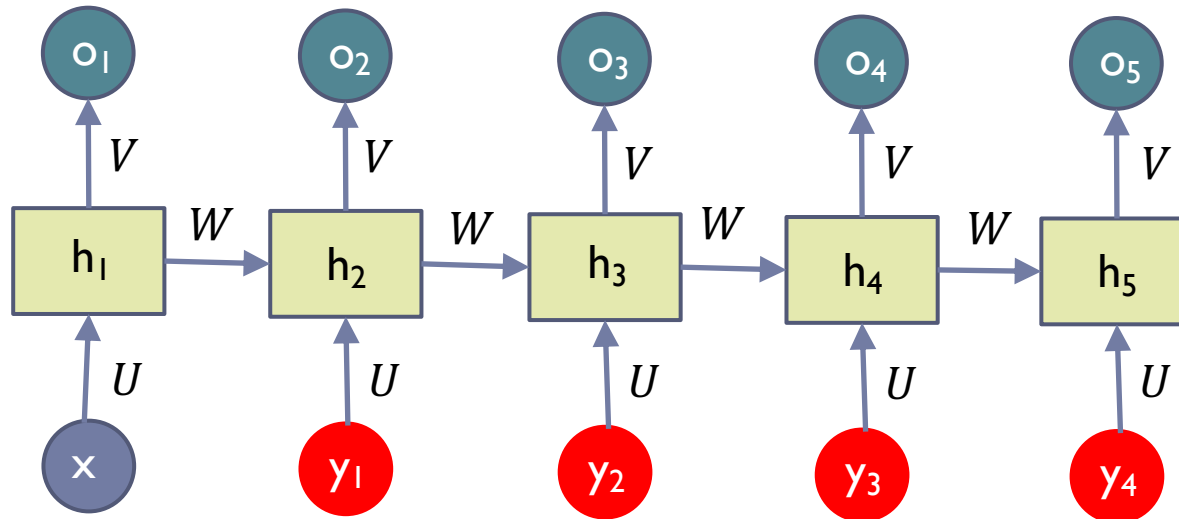 o₁ o₂ o₃ o₄ o₅
V V V V V
W W W W
h₁ h₂ h₃ h₄ h₅
U U U U U
x y₁ y₂ y₃ y₄